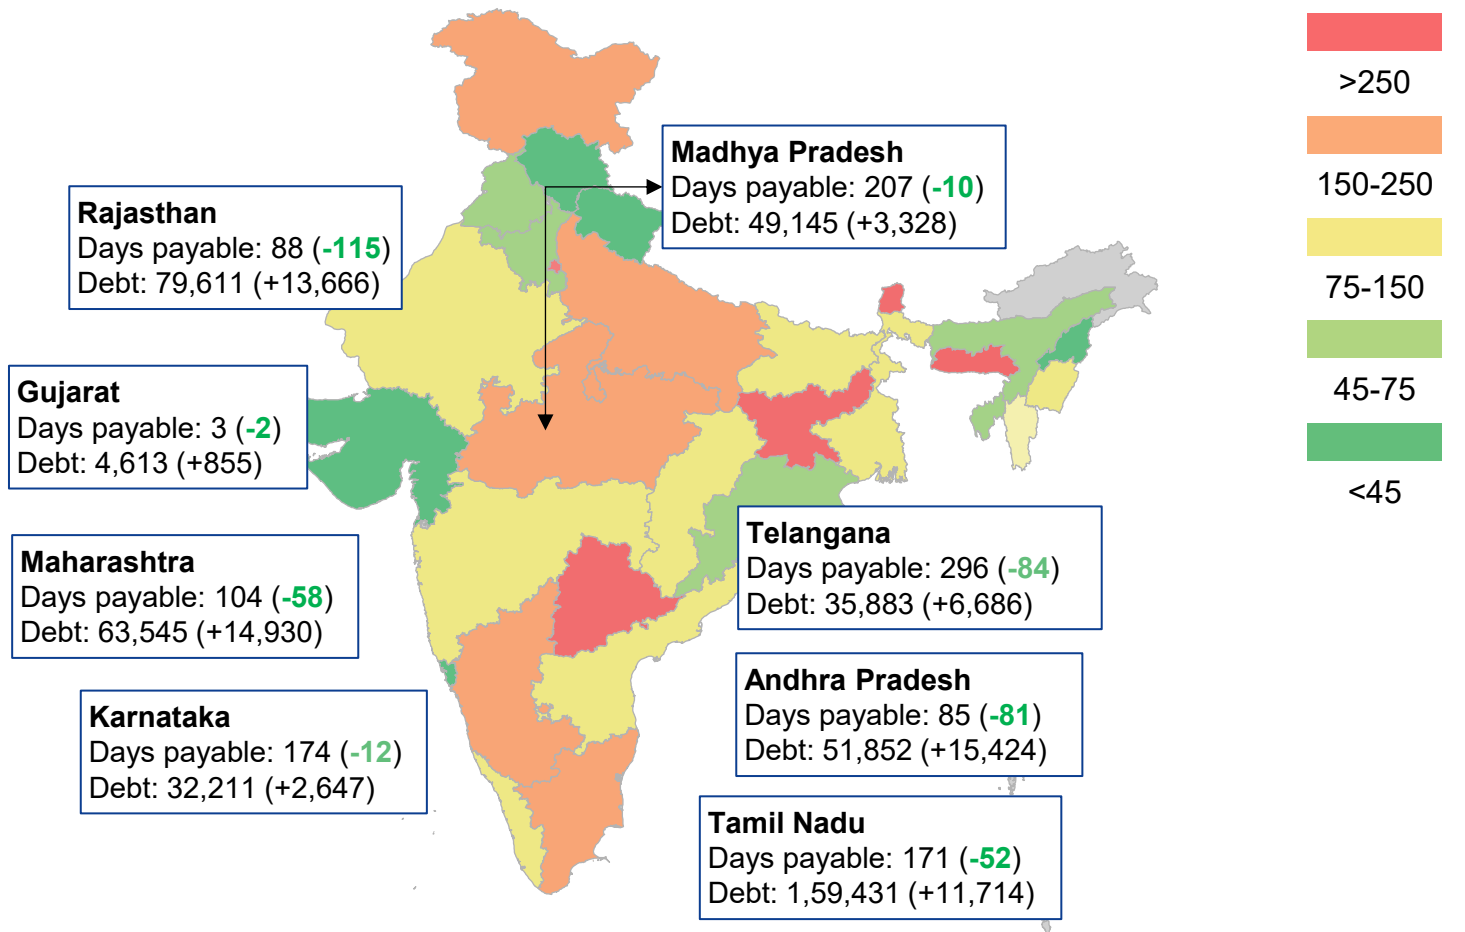 Madhya Pradesh
Days payable: 207 (-10)
Debt: 49,145 (+3,328)
Rajasthan
Days payable: 88 (-115)
Debt: 79,611 (+13,666)
Gujarat
Days payable: 3 (-2)
Debt: 4,613 (+855)
Maharashtra
Days payable: 104 (-58)
Debt: 63,545 (+14,930)
Telangana
Days payable: 296 (-84)
Debt: 35,883 (+6,686)
Karnataka
Days payable: 174 (-12)
Debt: 32,211 (+2,647)
Andhra Pradesh
Days payable: 85 (-81)
Debt: 51,852 (+15,424)
Tamil Nadu
Days payable: 171 (-52)
Debt: 1,59,431 (+11,714)
>250
150-250
75-150
45-75
<45